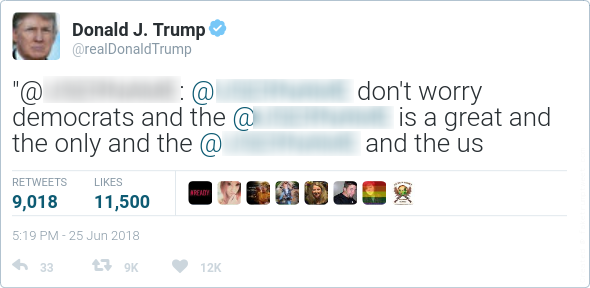 Donald J. Trump
@realDonaldTrump
"@ : @ don't worry
democrats and the @ is a great and
the only and the @ and the us
RETWEETS LIKES
9,018 11,500
#READY
5:19 PM - 25 Jun 2018
33 9K 12K